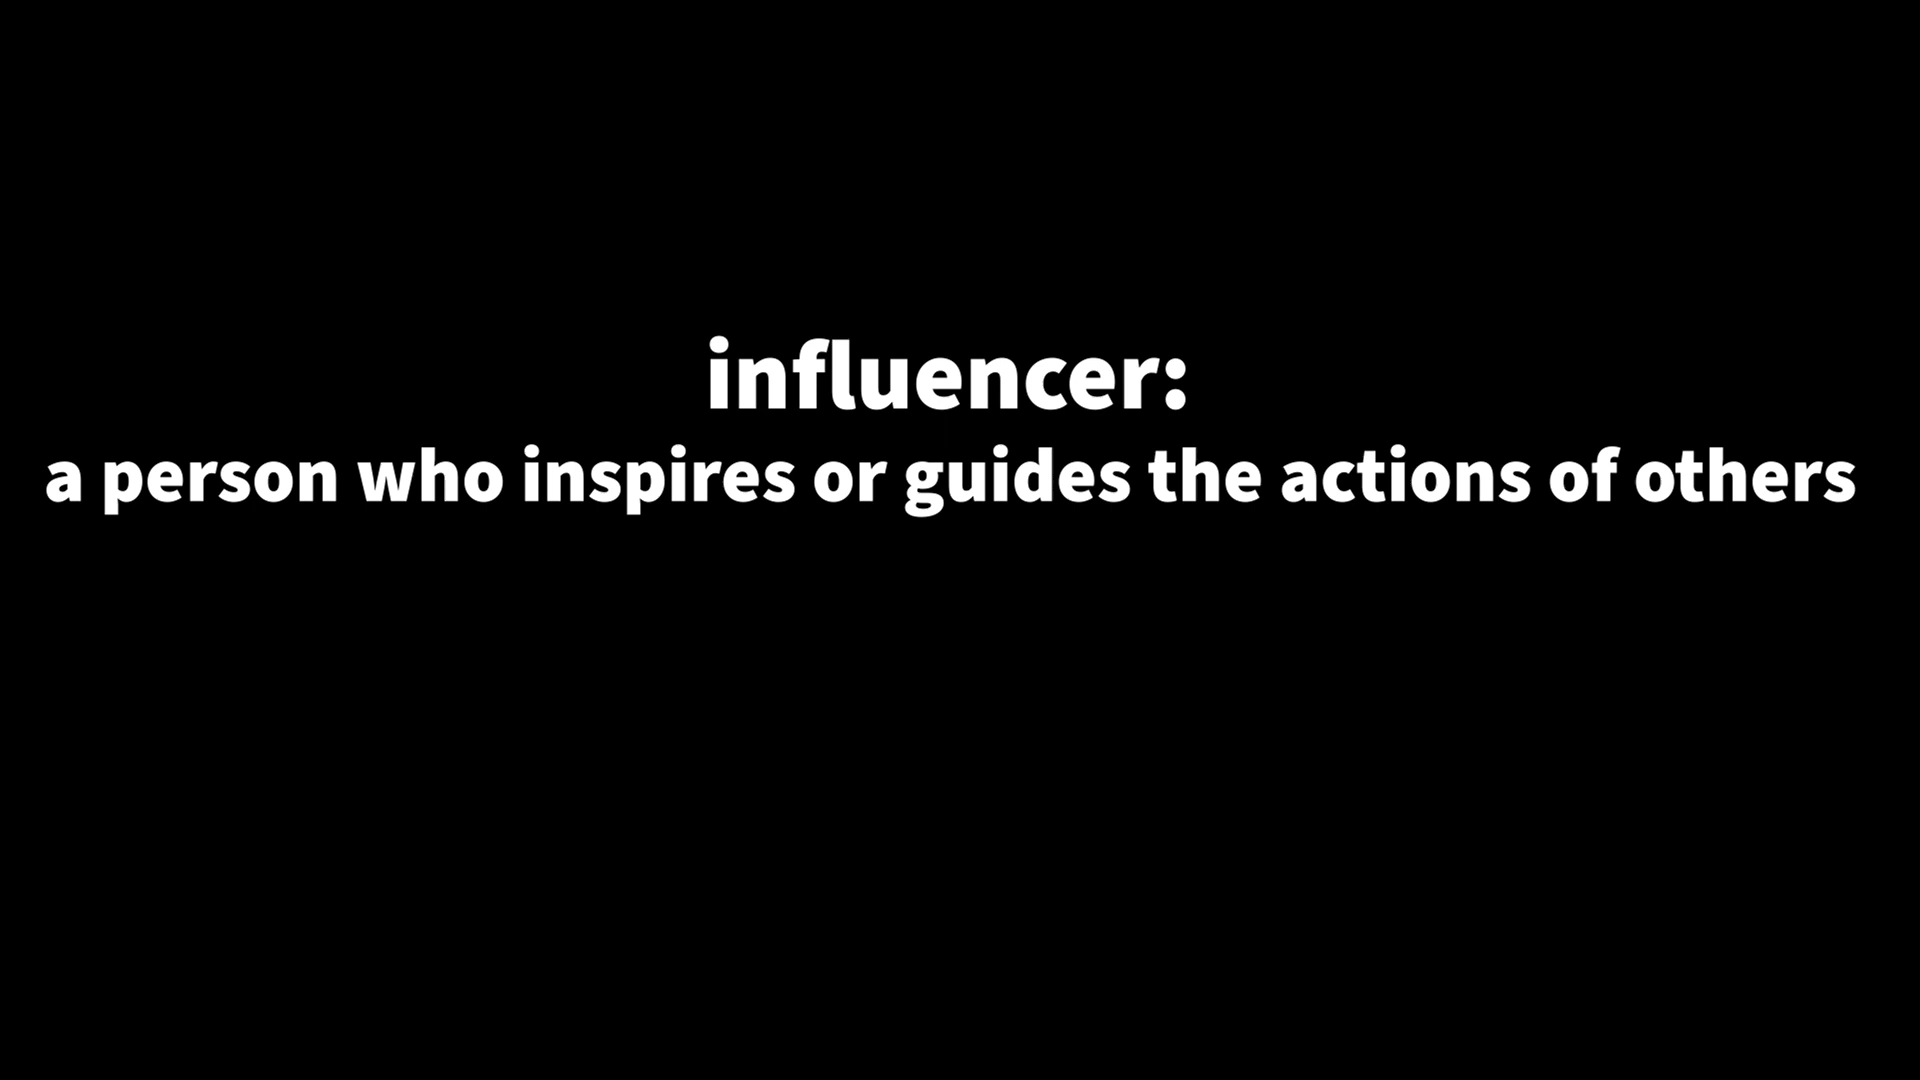 influencer:
a person who inspires or guides the actions of others